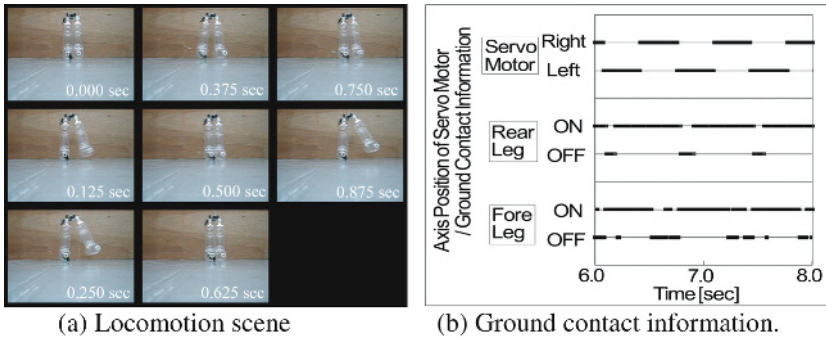 0.000 sec
0.375 sec
0.750 sec
0.125 sec
0.500 sec
0.875 sec
0.250 sec
0.625 sec
(a) Locomotion scene
Axis Position of Servo Motor
/ Ground Contact Information
Servo
Motor
Right
Left
Rear
Leg
ON
OFF
Fore
Leg
ON
OFF
6.0 7.0 8.0
Time [sec]
(b) Ground contact information.